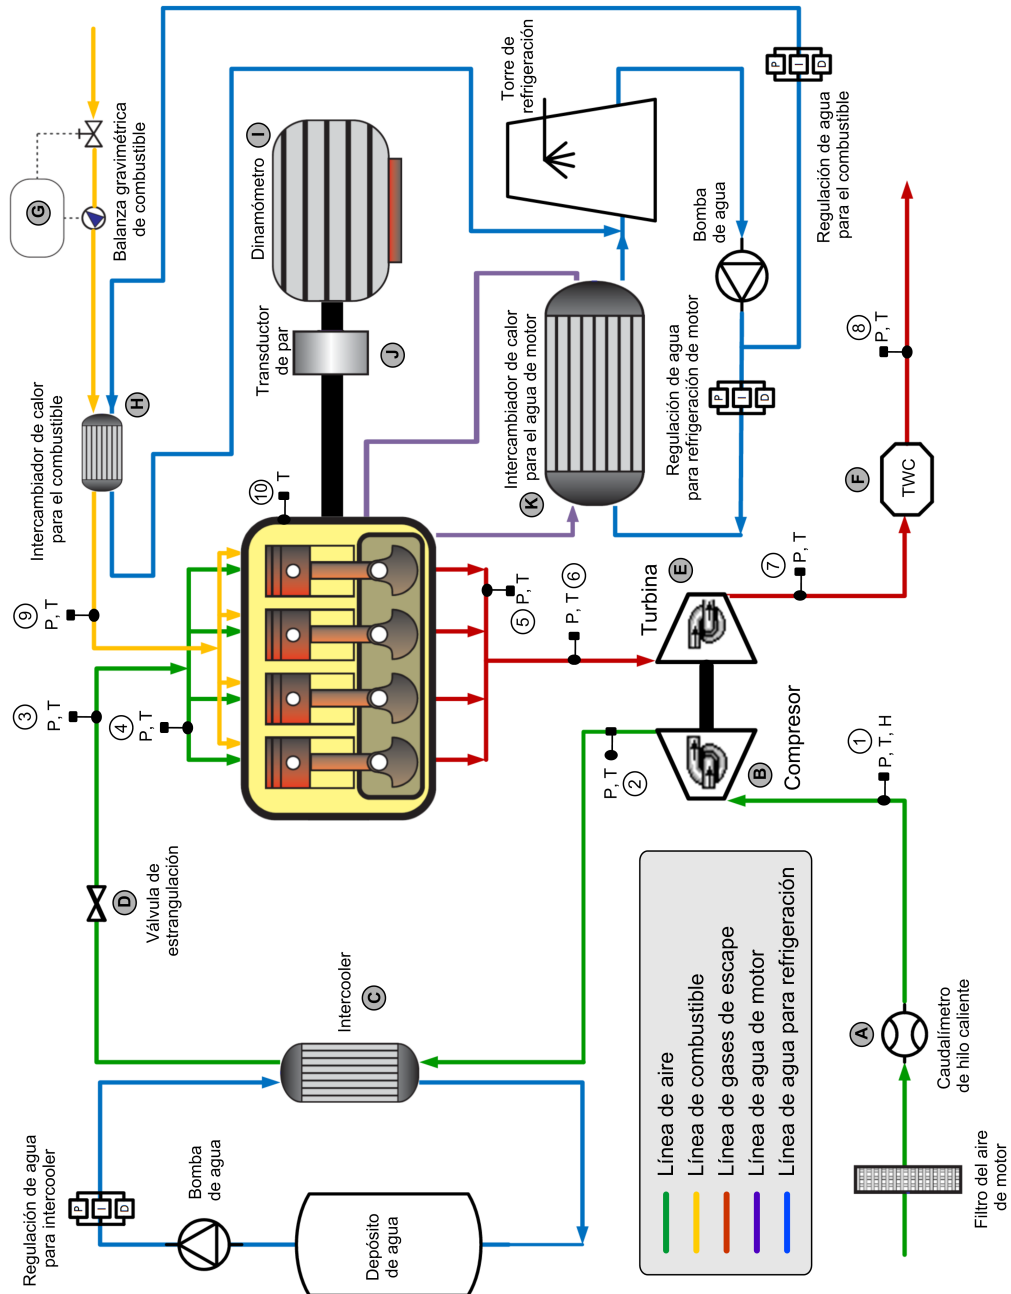 Regulación de agua
para intercooler
P
I
D
Bomba
de agua
Depósito
de agua
Intercooler
C
Válvula de
estrangulación
D
3
P, T
4
P, T
9
P, T
Intercambiador de calor
para el combustible
H
G
Balanza gravimétrica
de combustible
10
T
Transductor
de par
J
Dinamómetro
I
Torre de
refrigeración
Intercambiador de calor
para el agua de motor
K
5
P, T
P, T
6
P, T
2
Turbina
E
Compresor
B
Regulación de agua
para refrigeración de motor
P
I
D
Bomba
de agua
P
I
D
Regulación de agua
para el combustible
7
P, T
8
P, T
F
TWC
1
P, T, H
A
Caudalímetro
de hilo caliente
Filtro del aire
de motor
Línea de aire
Línea de combustible
Línea de gases de escape
Línea de agua de motor
Línea de agua para refrigeración